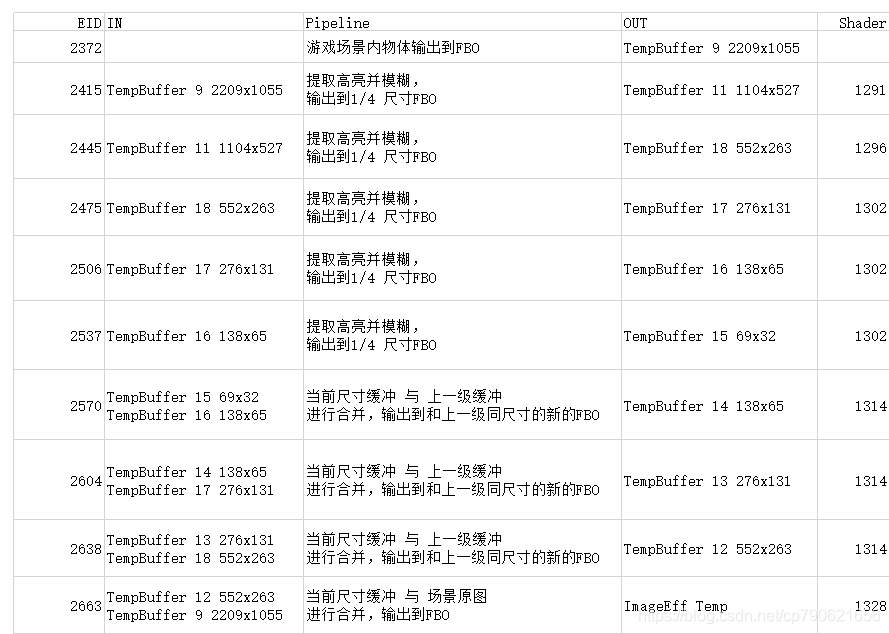 EID IN Pipeline OUT Shader
2372 游戏场景内物体输出到FBO TempBuffer 9 2209x1055
2415 TempBuffer 9 2209x1055 提取高亮并模糊，
输出到1/4 尺寸FBO TempBuffer 11 1104x527 1291
2445 TempBuffer 11 1104x527 提取高亮并模糊，
输出到1/4 尺寸FBO TempBuffer 18 552x263 1296
2475 TempBuffer 18 552x263 提取高亮并模糊，
输出到1/4 尺寸FBO TempBuffer 17 276x131 1302
2506 TempBuffer 17 276x131 提取高亮并模糊，
输出到1/4 尺寸FBO TempBuffer 16 138x65 1302
2537 TempBuffer 16 138x65 提取高亮并模糊，
输出到1/4 尺寸FBO TempBuffer 15 69x32 1302
2570 TempBuffer 15 69x32 当前尺寸缓冲 与 上一级缓冲
TempBuffer 16 138x65 进行合并，输出到和上一级同尺寸的新的FBO TempBuffer 14 138x65 1314
2604 TempBuffer 14 138x65 当前尺寸缓冲 与 上一级缓冲
TempBuffer 17 276x131 进行合并，输出到和上一级同尺寸的新的FBO TempBuffer 13 276x131 1314
2638 TempBuffer 13 276x131 当前尺寸缓冲 与 上一级缓冲
TempBuffer 18 552x263 进行合并，输出到和上一级同尺寸的新的FBO TempBuffer 12 552x263 1314
2663 TempBuffer 12 552x263 当前尺寸缓冲 与 场景原图
TempBuffer 9 2209x1055 进行合并，输出到FBO ImageEff Temp 1328
https://blog.csdn.net/cp790621656